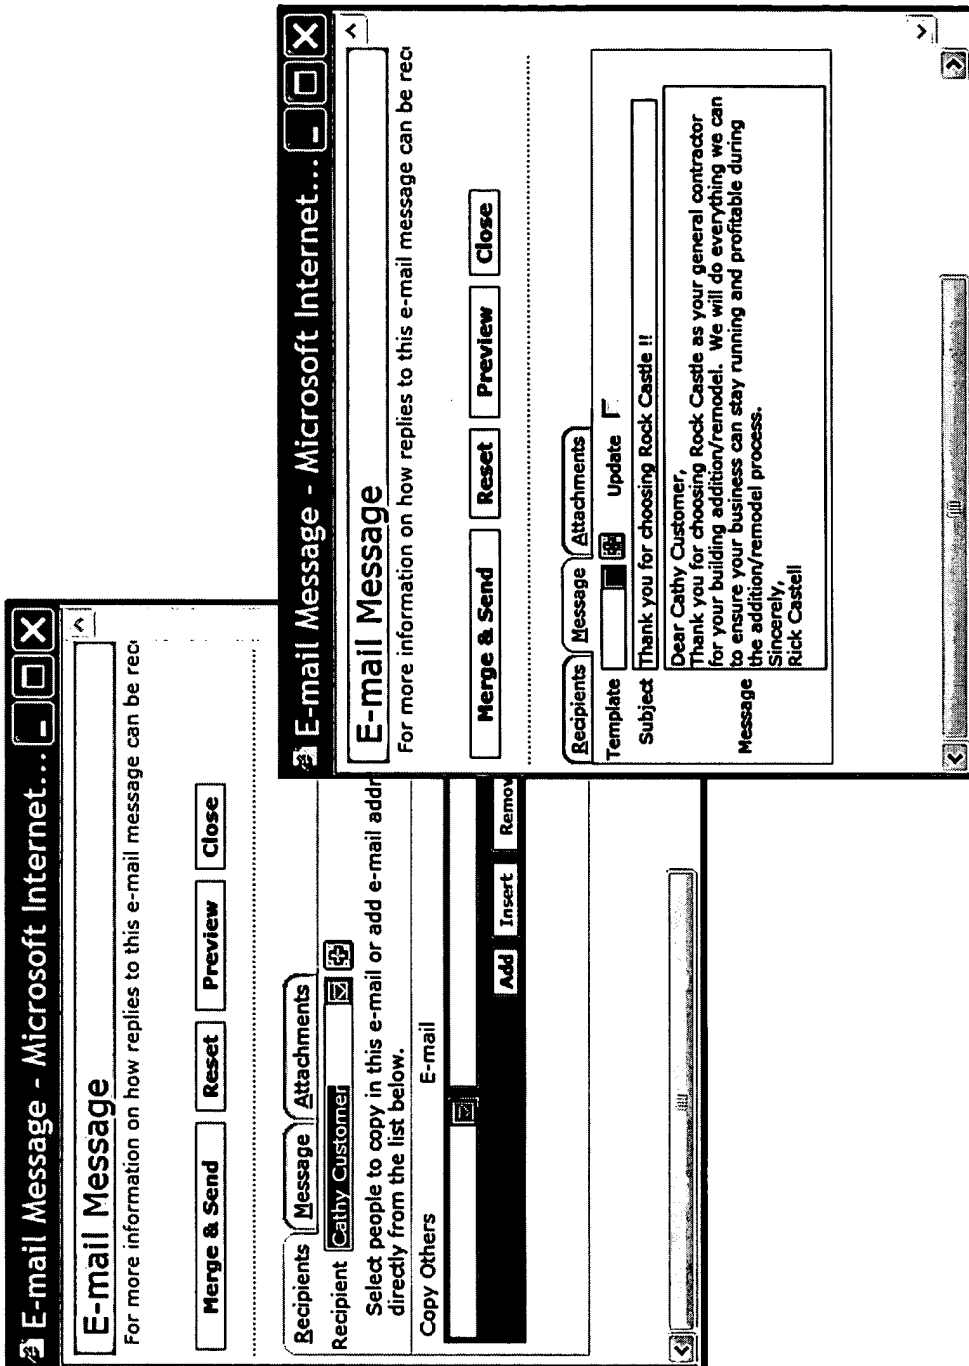 E-mail Message - Microsoft Internet...
E-mail Message
For more information on how replies to this e-mail message can be rec
Merge & Send Reset Preview Close
Recipients Message Attachments
Recipient Cathy Customer
Select people to copy in this e-mail or add e-mail addr
directly from the list below.
Copy Others E-mail
Add Insert Remov
E-mail Message - Microsoft Internet...
E-mail Message
For more information on how replies to this e-mail message can be rec
Merge & Send Reset Preview Close
Recipients Message Attachments
Template Update
Subject Thank you for choosing Rock Castle !!
Dear Cathy Customer,
Thank you for choosing Rock Castle as your general contractor
for your building addition/remodel. We will do everything we can
to ensure your business can stay running and profitable during
the addition/remodel process.
Message Sincerely,
Rick Castell